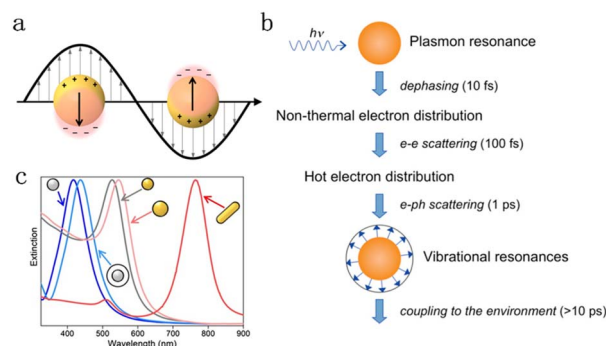 a
+ + + +
- - - - -
- - - - -
+ + + +
b
hν
Plasmon resonance
dephasing (10 fs)
Non-thermal electron distribution
e-e scattering (100 fs)
Hot electron distribution
e-ph scattering (1 ps)
Vibrational resonances
coupling to the environment (>10 ps)
c
Extinction
400 500 600 700 800 900
Wavelength (nm)